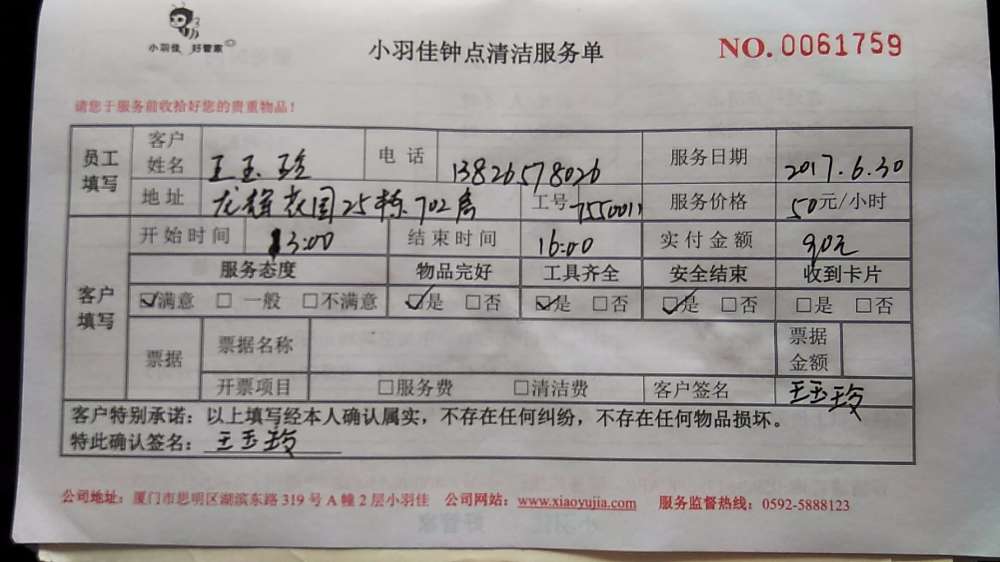 小羽佳 好管家
小羽佳钟点清洁服务单
NO. 0061759
请您于服务前收拾好您的贵重物品！
员工填写 客户姓名 王玉玲 电话 13826578026 服务日期 2017.6.30
地址 龙辉花园25栋702房 工号 7550011 服务价格 50元/小时
客户填写 开始时间 13:00 结束时间 16:00 实付金额 90元
服务态度 物品完好 工具齐全 安全结束 收到卡片
☑满意 □一般 □不满意 ☑是 □否 ☑是 □否 ☑是 □否 □是 □否
票据 票据名称 票据金额
开票项目 □服务费 □清洁费 客户签名 王玉玲
客户特别承诺：以上填写经本人确认属实，不存在任何纠纷，不存在任何物品损坏。
特此确认签名：王玉玲
公司地址：厦门市思明区湖滨东路 319 号 A 幢 2 层小羽佳 公司网站：www.xiaoyujia.com 服务监督热线：0592-5888123